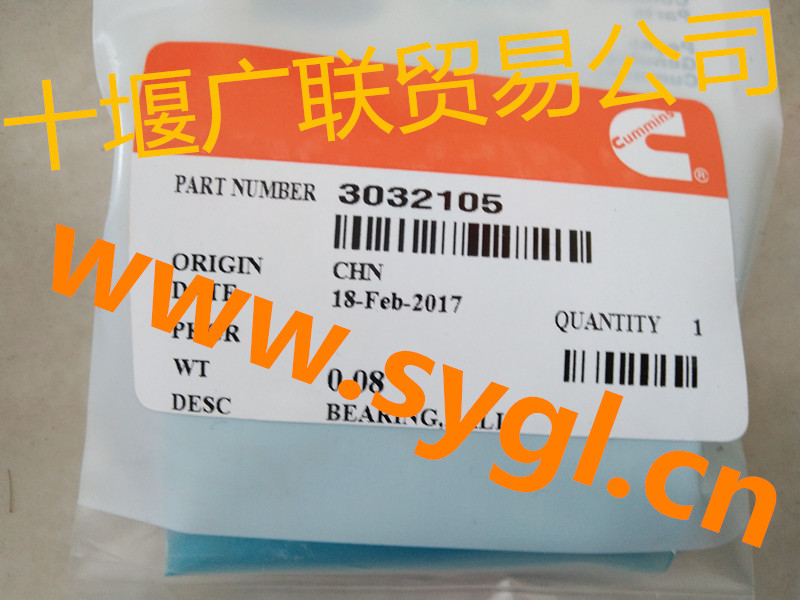 十堰广联贸易公司
Cummins
®
PART NUMBER 3032105
ORIGIN CHN
DATE 18-Feb-2017
QUANTITY 1
WT 0.08
DESC BEARING,
www.sygl.cn